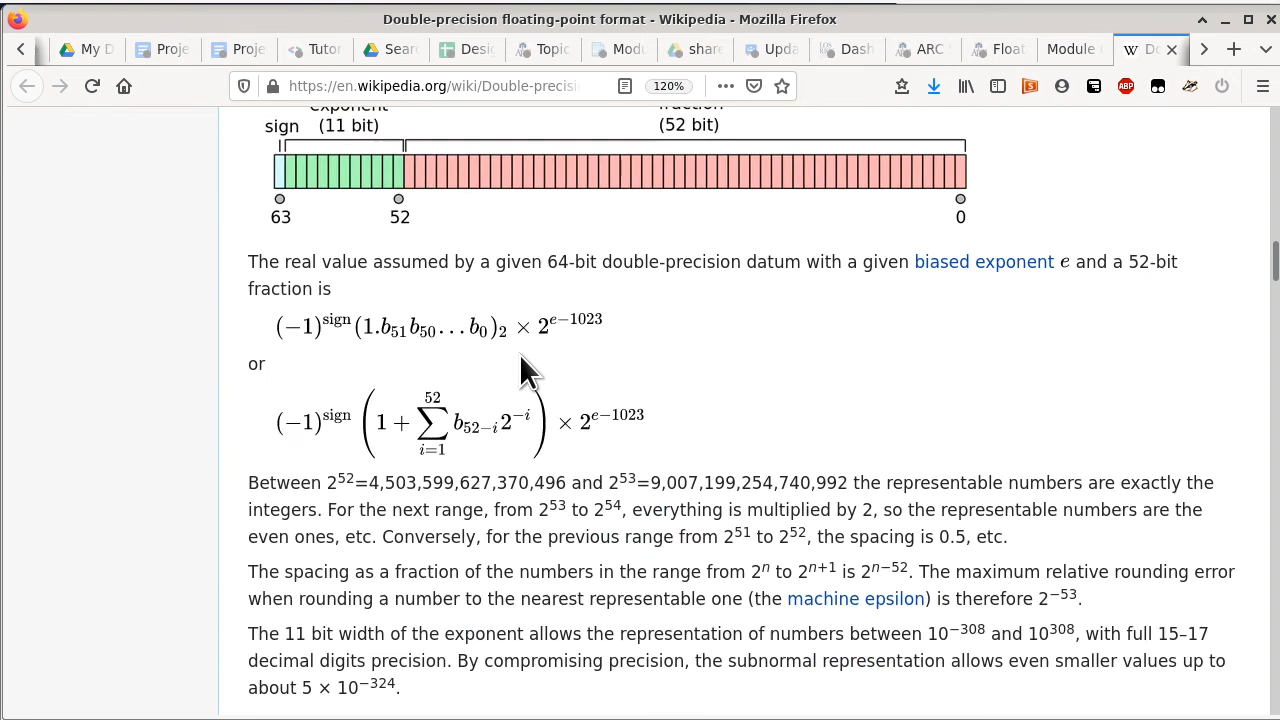 Double-precision floating-point format - Wikipedia - Mozilla Firefox
My D Proje Proje Tutor Sear Desi Topic Modu share Upda Dash ARC Float Module W Do
https://en.wikipedia.org/wiki/Double-precisi 120% ABP
exponent fraction
sign (11 bit) (52 bit)
63 52 0
The real value assumed by a given 64-bit double-precision datum with a given biased exponent e and a 52-bit
fraction is
(−1)^sign (1.b₅₁b₅₀…b₀)₂ × 2^(e−1023)
or
(−1)^sign (1 + ∑_{i=1}^{52} b_{52−i} 2^{−i}) × 2^{e−1023}
Between 2⁵²=4,503,599,627,370,496 and 2⁵³=9,007,199,254,740,992 the representable numbers are exactly the
integers. For the next range, from 2⁵³ to 2⁵⁴, everything is multiplied by 2, so the representable numbers are the
even ones, etc. Conversely, for the previous range from 2⁵¹ to 2⁵², the spacing is 0.5, etc.
The spacing as a fraction of the numbers in the range from 2ⁿ to 2ⁿ⁺¹ is 2ⁿ⁻⁵². The maximum relative rounding error
when rounding a number to the nearest representable one (the machine epsilon) is therefore 2⁻⁵³.
The 11 bit width of the exponent allows the representation of numbers between 10⁻³⁰⁸ and 10³⁰⁸, with full 15–17
decimal digits precision. By compromising precision, the subnormal representation allows even smaller values up to
about 5 × 10⁻³²⁴.